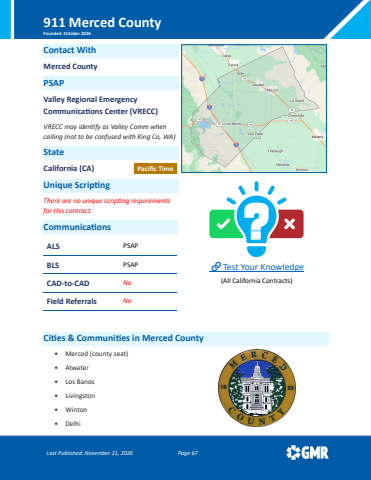 911 Merced County
Founded: October 2026
Contact With
Merced County
PSAP
Valley Regional Emergency
Communications Center (VRECC)
VRECC may identify as Valley Comm when
calling (not to be confused with King Co, WA)
State
California (CA)
Pacific Time
Unique Scripting
There are no unique scripting requirements
for this contract.
Communications
ALS PSAP
BLS PSAP
CAD-to-CAD No
Field Referrals No
Test Your Knowledge
(All California Contracts)
Cities & Communities in Merced County
• Merced (county seat)
• Atwater
• Los Banos
• Livingston
• Winton
• Delhi
MERCED
18 55
COUNTY
Last Published: November 21, 2026
Page 67
GMR